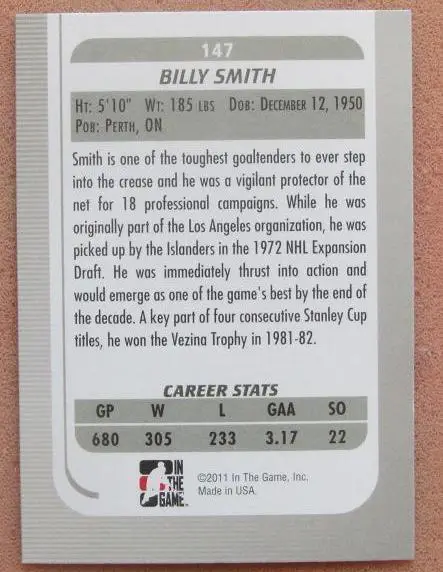 147
BILLY SMITH
HT: 5'10" WT: 185 LBS DOB: DECEMBER 12, 1950
POB: PERTH, ON
Smith is one of the toughest goaltenders to ever step
into the crease and he was a vigilant protector of the
net for 18 professional campaigns. While he was
originally part of the Los Angeles organization, he was
picked up by the Islanders in the 1972 NHL Expansion
Draft. He was immediately thrust into action and
would emerge as one of the game's best by the end of
the decade. A key part of four consecutive Stanley Cup
titles, he won the Vezina Trophy in 1981-82.
CAREER STATS
GP W L GAA SO
680 305 233 3.17 22
IN
THE
GAME
©2011 In The Game, Inc.
Made in USA.